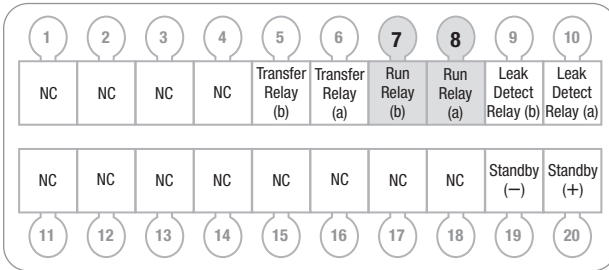 1 2 3 4 5 6 7 8 9 10
NC NC NC NC Transfer Relay (b) Transfer Relay (a) Run Relay (b) Run Relay (a) Leak Detect Relay (b) Leak Detect Relay (a)
NC NC NC NC NC NC NC NC Standby (—) Standby (+)
11 12 13 14 15 16 17 18 19 20